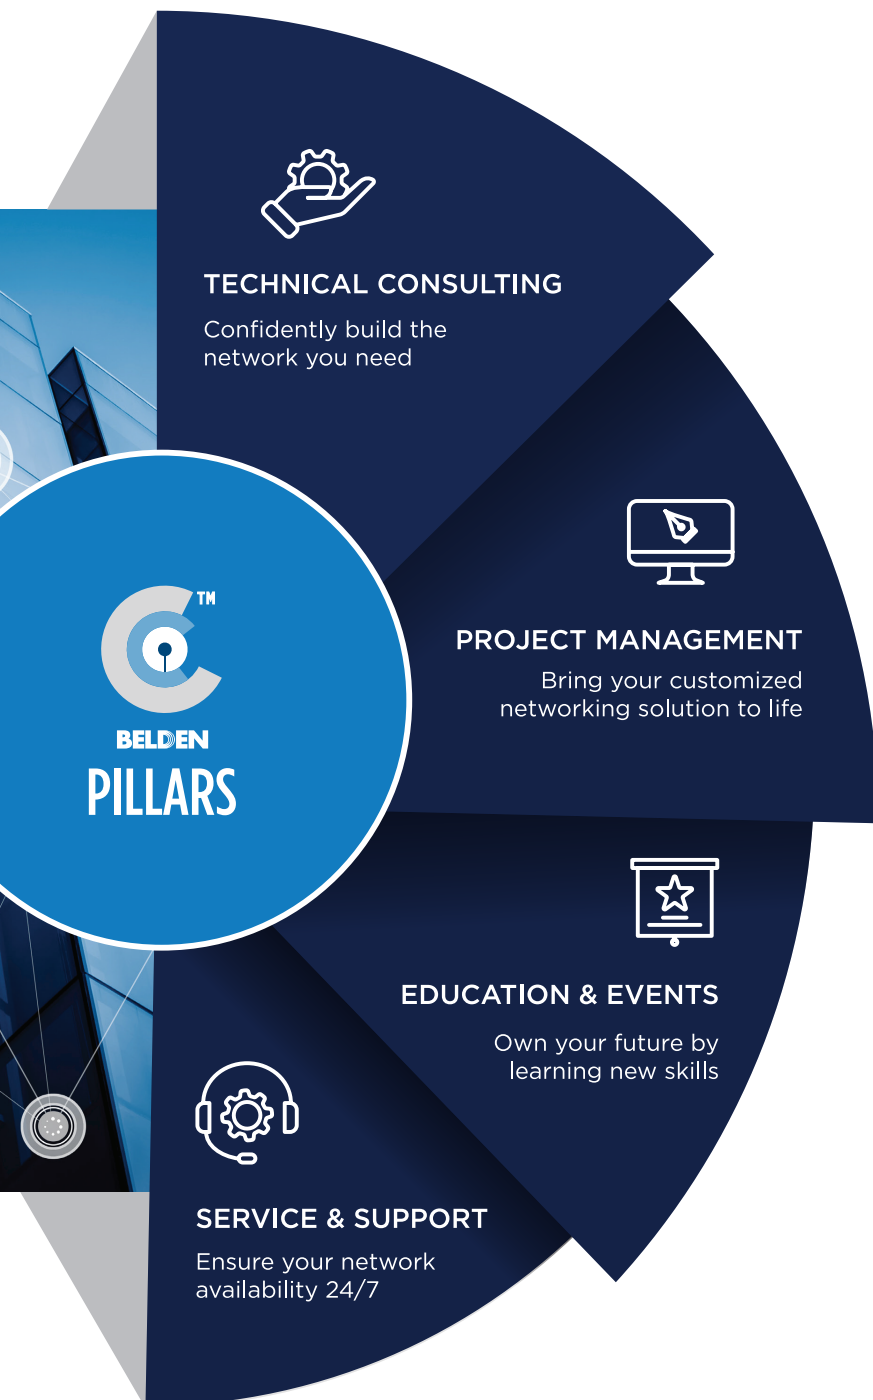 TECHNICAL CONSULTING
Confidently build the
network you need
PROJECT MANAGEMENT
Bring your customized
networking solution to life
TM
BELDEN
PILLARS
EDUCATION & EVENTS
Own your future by
learning new skills
SERVICE & SUPPORT
Ensure your network
availability 24/7